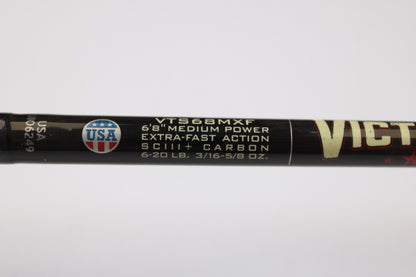 USA
306249
USA
VTS68MXF
6'8" MEDIUM POWER
EXTRA-FAST ACTION
SCIII+ CARBON
6-20 LB. 3/16-5/8 OZ.
VICT